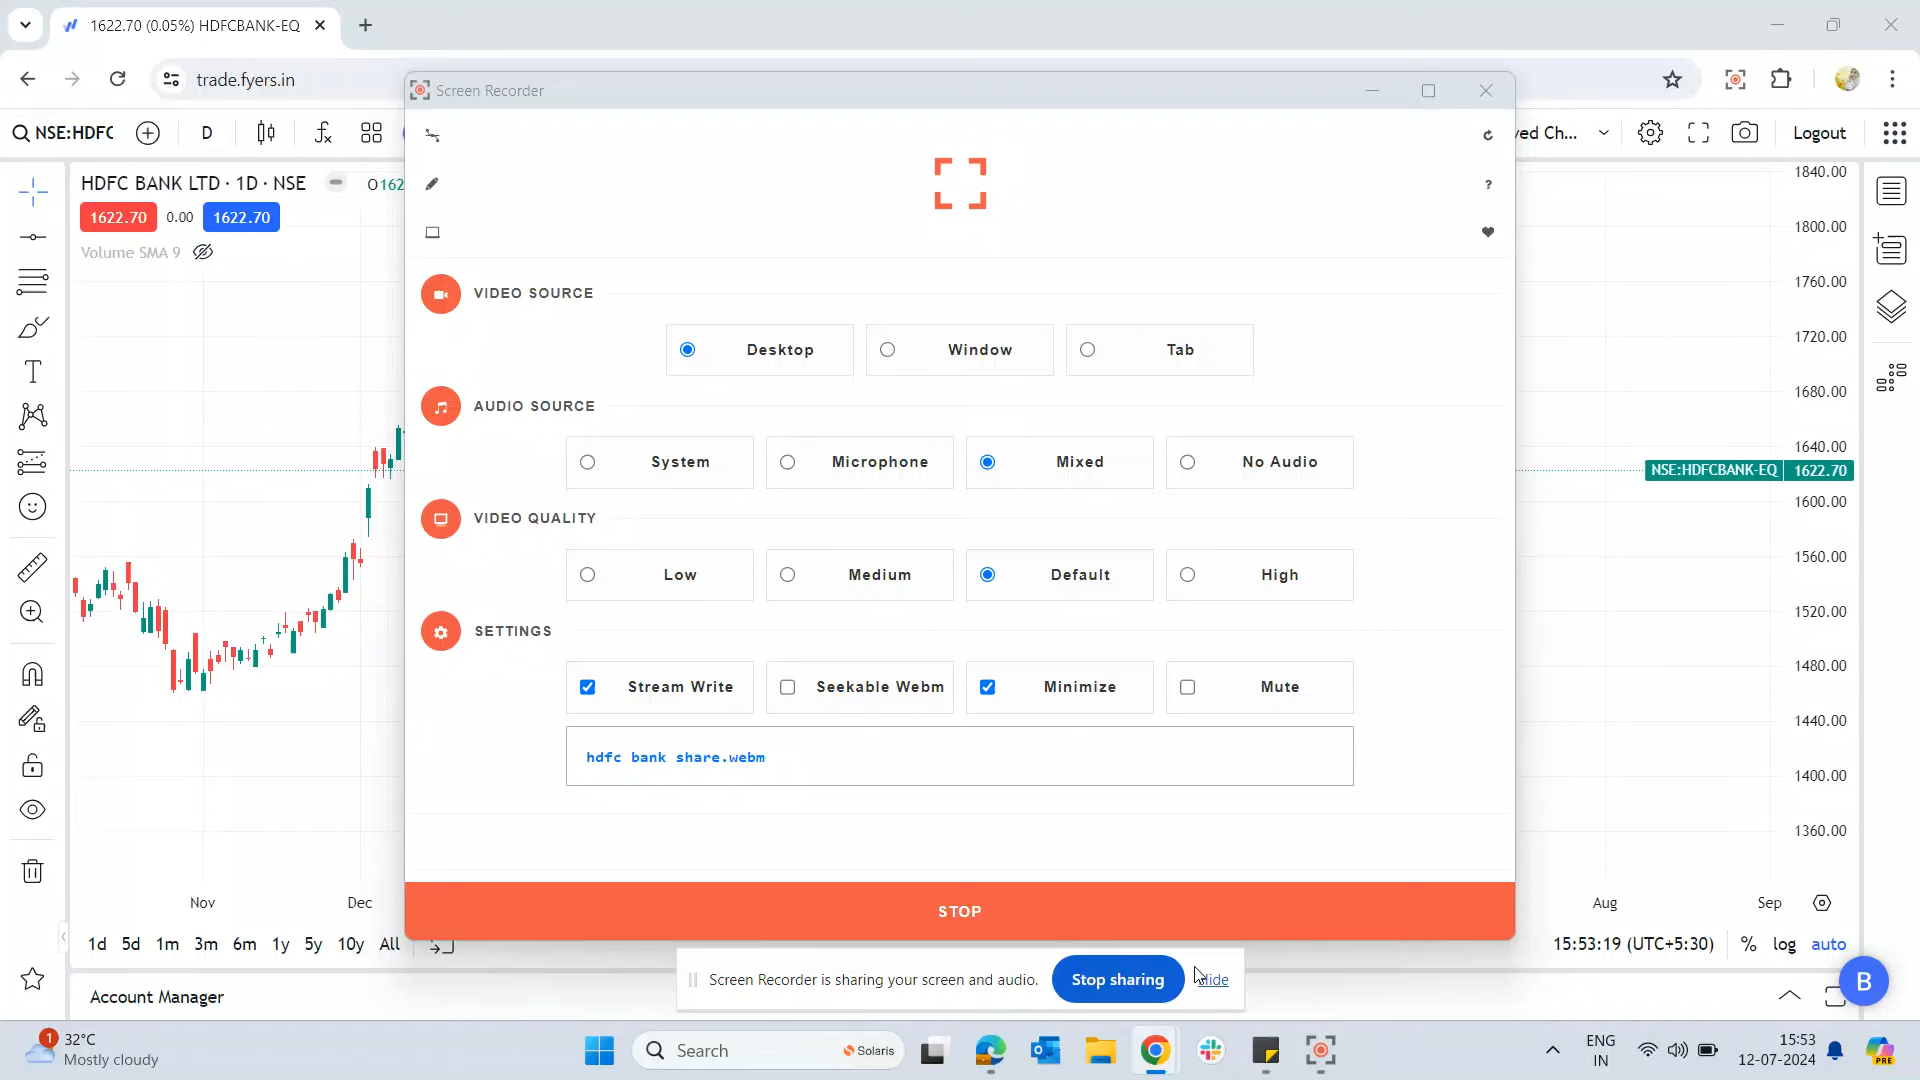 1622.70 (0.05%) HDFCBANK-EQ
trade.fyers.in
Screen Recorder
NSE:HDFC
D
ved Ch...
Logout
HDFC BANK LTD · 1D · NSE
O162
1622.70 0.00 1622.70
Volume SMA 9
?
VIDEO SOURCE
Desktop
Window
Tab
AUDIO SOURCE
System
Microphone
Mixed
No Audio
VIDEO QUALITY
Low
Medium
Default
High
SETTINGS
Stream Write
Seekable Webm
Minimize
Mute
hdfc bank share.webm
STOP
1840.00
1800.00
1760.00
1720.00
1680.00
1640.00
NSE:HDFCBANK-EQ 1622.70
1600.00
1560.00
1520.00
1480.00
1440.00
1400.00
1360.00
Nov
Dec
Aug
Sep
1d 5d 1m 3m 6m 1y 5y 10y All
15:53:19 (UTC+5:30)
% log auto
Screen Recorder is sharing your screen and audio.
Stop sharing
Hide
Account Manager
B
1
32°C
Mostly cloudy
Search
Solaris
ENG
IN
15:53
12-07-2024
PRE